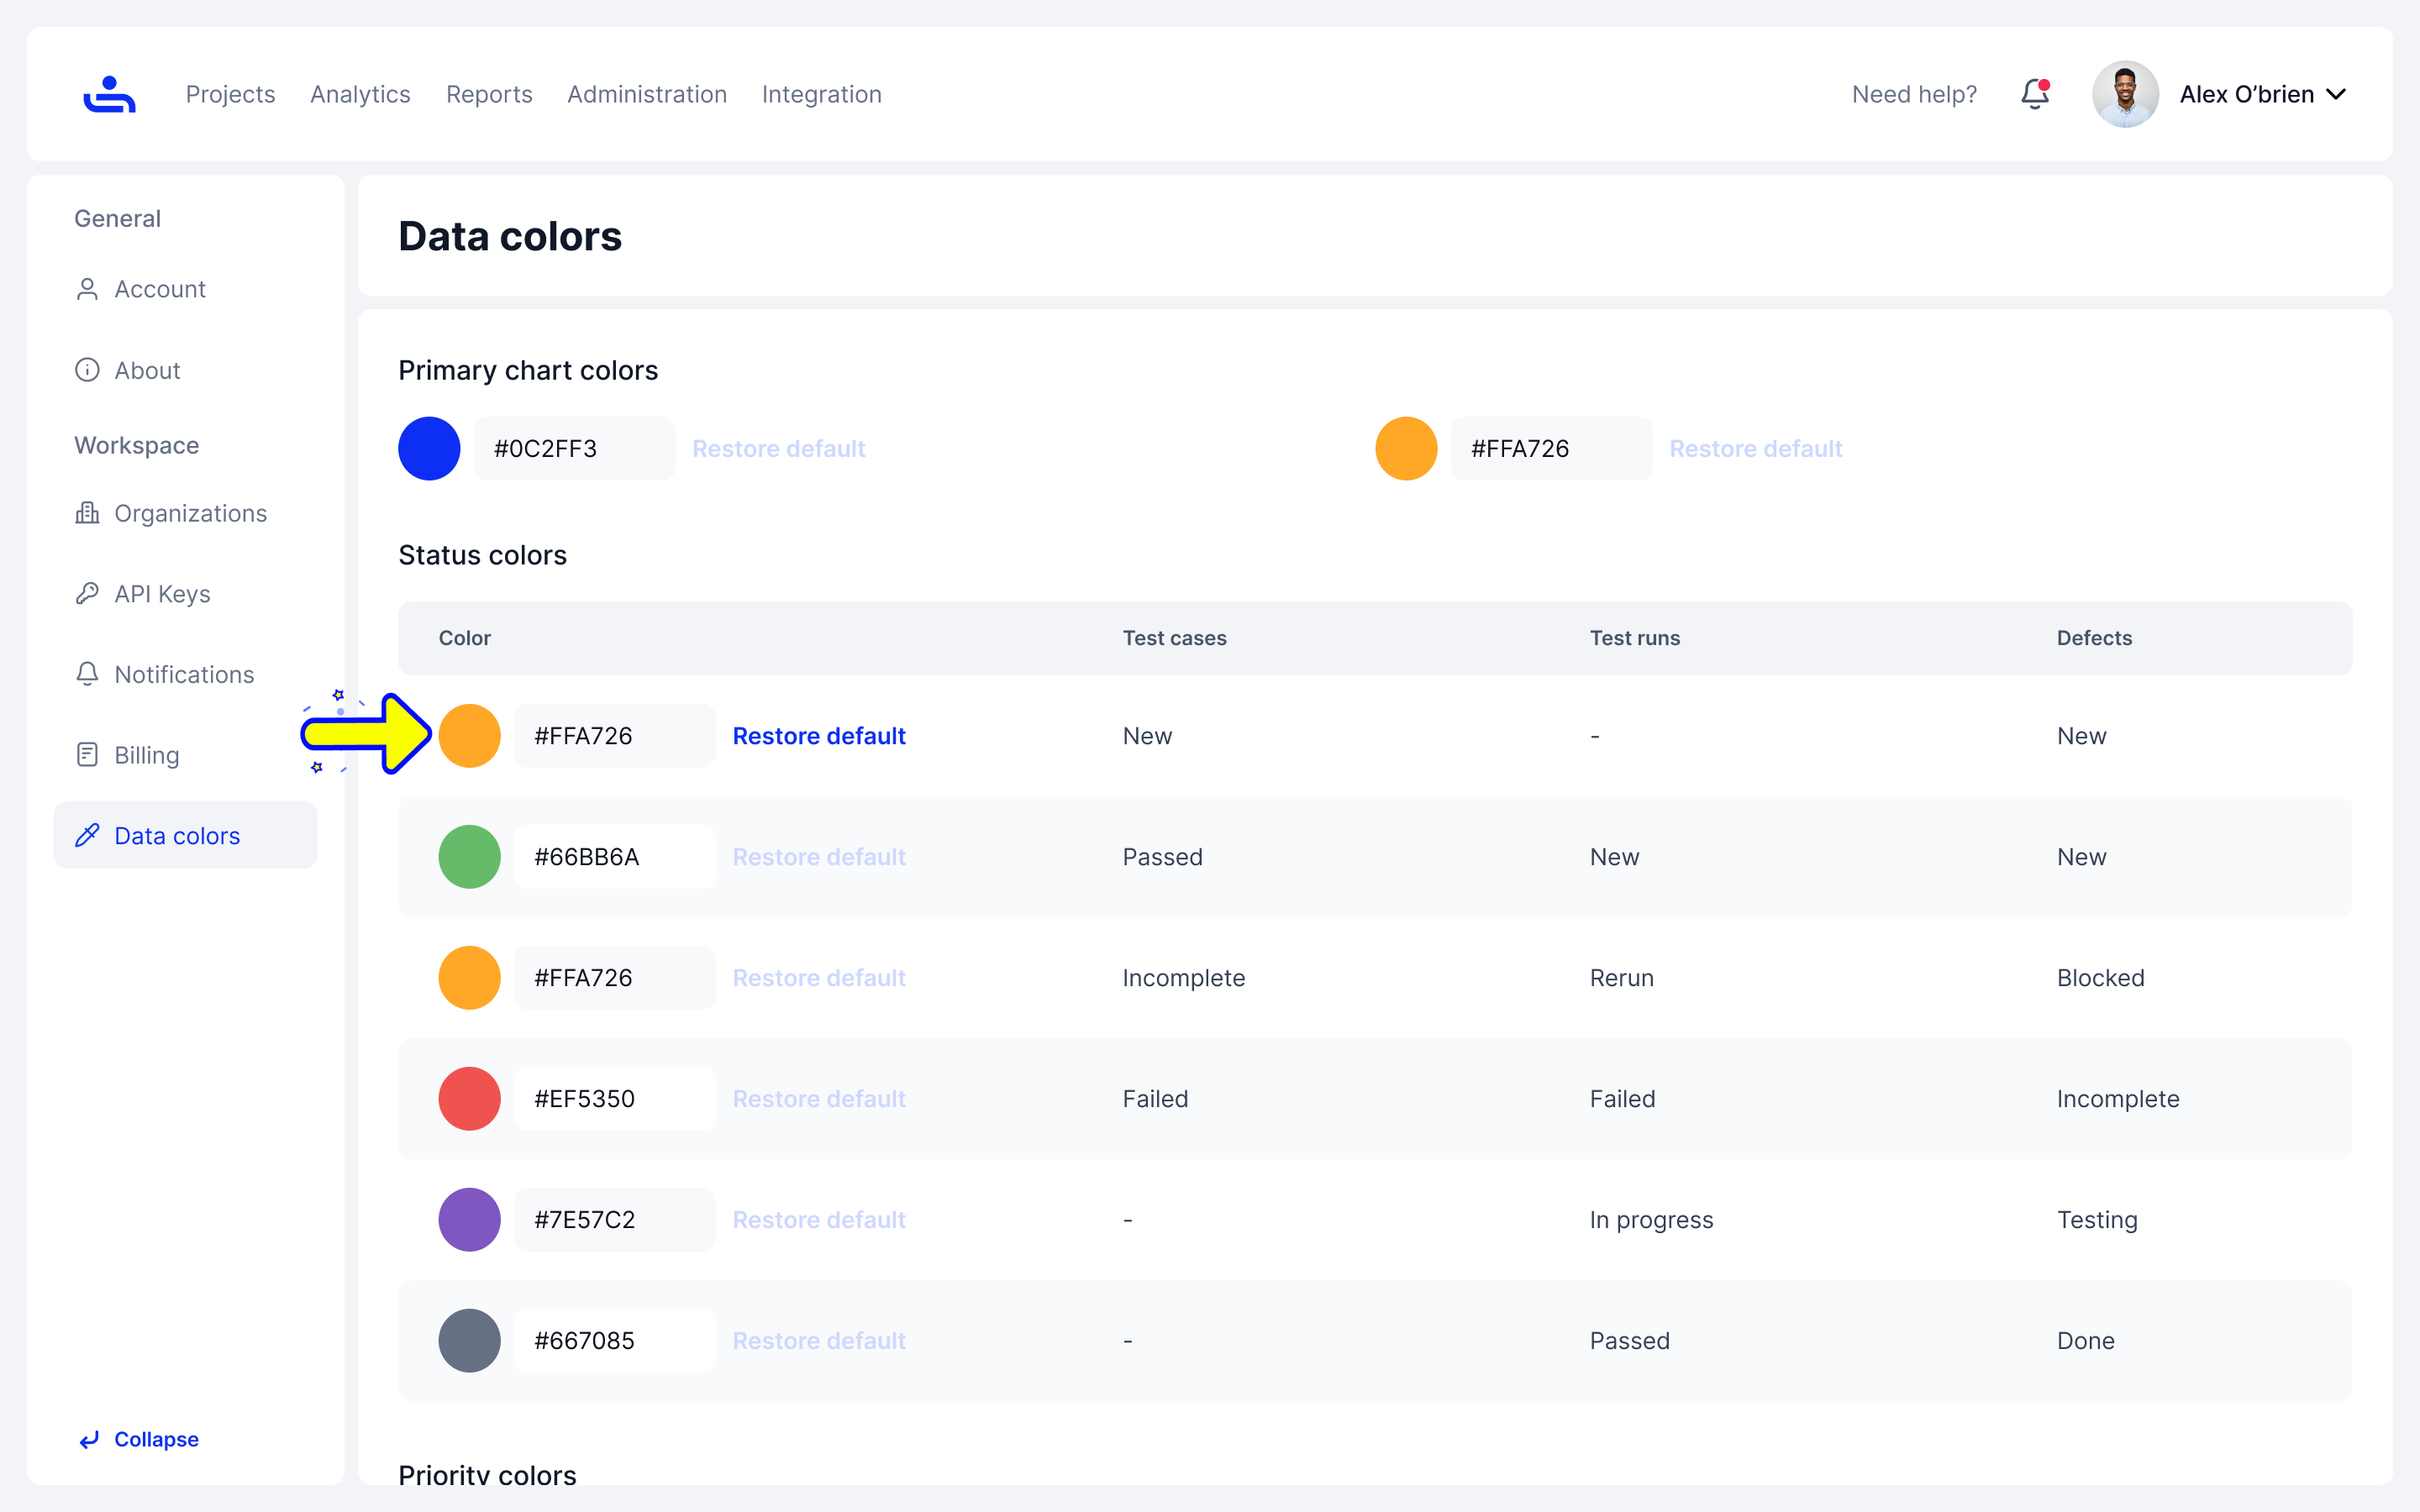 Projects Analytics Reports Administration Integration Need help? Alex O’brien
General
Account
About
Workspace
Organizations
API Keys
Notifications
Billing
Data colors
Collapse
Data colors
Primary chart colors
#0C2FF3 Restore default #FFA726 Restore default
Status colors
Color Test cases Test runs Defects
#FFA726 Restore default New - New
#66BB6A Restore default Passed New New
#FFA726 Restore default Incomplete Rerun Blocked
#EF5350 Restore default Failed Failed Incomplete
#7E57C2 Restore default - In progress Testing
#667085 Restore default - Passed Done
Priority colors